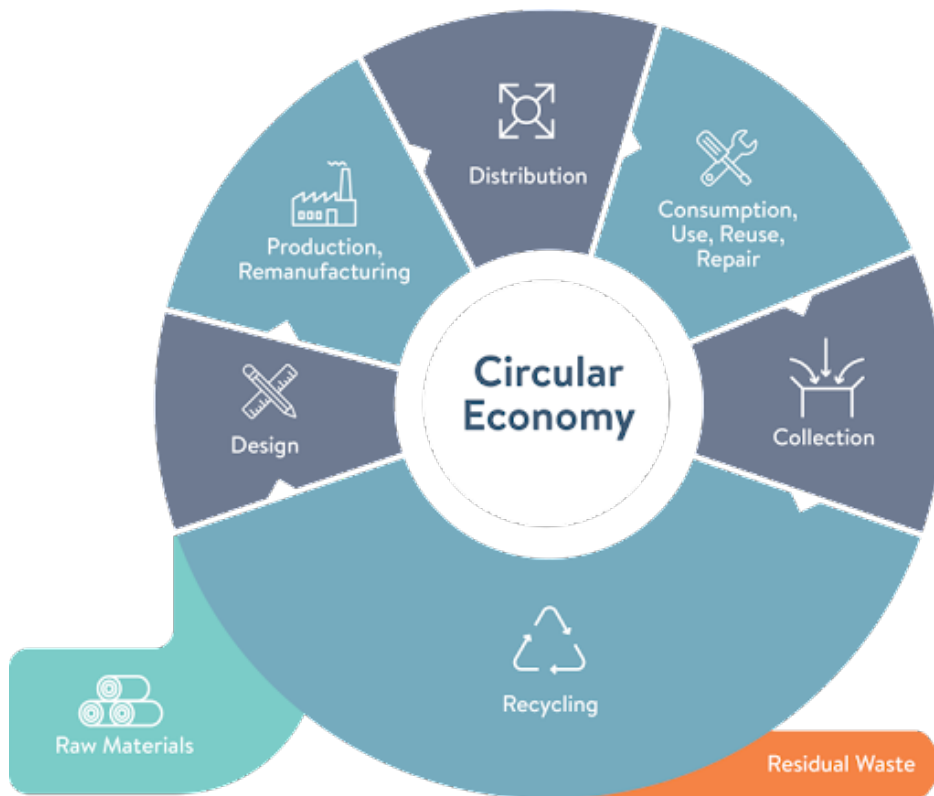 Distribution
Consumption,
Use, Reuse,
Repair
Production,
Remanufacturing
Circular
Economy
Design
Collection
Recycling
Raw Materials
Residual Waste